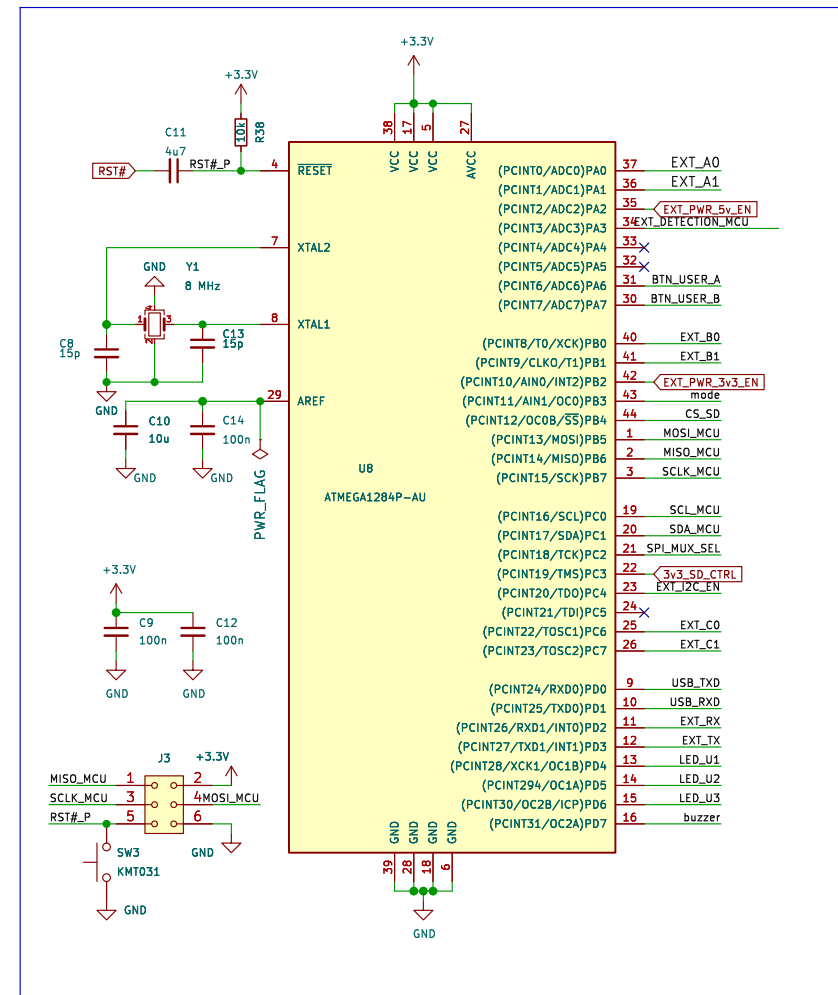 +3.3V
+3.3V
C11
4u7
10k
R38
RST#
RST#_P
4
RESET
38
17
5
27
VCC
VCC
VCC
AVCC
7
XTAL2
GND
Y1
8 MHz
1
2
3
4
8
XTAL1
C8
15p
C13
15p
GND
29
AREF
C10
10u
C14
100n
GND
GND
PWR_FLAG
U8
ATMEGA1284P-AU
(PCINT0/ADC0)PA0 37 EXT_A0
(PCINT1/ADC1)PA1 36 EXT_A1
(PCINT2/ADC2)PA2 35 EXT_PWR_5v_EN
(PCINT3/ADC3)PA3 34 EXT_DETECTION_MCU
(PCINT4/ADC4)PA4 33
(PCINT5/ADC5)PA5 32
(PCINT6/ADC6)PA6 31 BTN_USER_A
(PCINT7/ADC7)PA7 30 BTN_USER_B
(PCINT8/T0/XCK)PB0 40 EXT_B0
(PCINT9/CLKO/T1)PB1 41 EXT_B1
(PCINT10/AIN0/INT2)PB2 42 EXT_PWR_3v3_EN
(PCINT11/AIN1/OC0)PB3 43 mode
(PCINT12/OC0B/SS)PB4 44 CS_SD
(PCINT13/MOSI)PB5 1 MOSI_MCU
(PCINT14/MISO)PB6 2 MISO_MCU
(PCINT15/SCK)PB7 3 SCLK_MCU
(PCINT16/SCL)PC0 19 SCL_MCU
(PCINT17/SDA)PC1 20 SDA_MCU
(PCINT18/TCK)PC2 21 SPI_MUX_SEL
(PCINT19/TMS)PC3 22 3v3_SD_CTRL
(PCINT20/TDO)PC4 23 EXT_I2C_EN
(PCINT21/TDI)PC5 24
(PCINT22/TOSC1)PC6 25 EXT_C0
(PCINT23/TOSC2)PC7 26 EXT_C1
(PCINT24/RXD0)PD0 9 USB_TXD
(PCINT25/TXD0)PD1 10 USB_RXD
(PCINT26/RXD1/INT0)PD2 11 EXT_RX
(PCINT27/TXD1/INT1)PD3 12 EXT_TX
(PCINT28/XCK1/OC1B)PD4 13 LED_U1
(PCINT294/OC1A)PD5 14 LED_U2
(PCINT30/OC2B/ICP)PD6 15 LED_U3
(PCINT31/OC2A)PD7 16 buzzer
+3.3V
C9
100n
C12
100n
GND
GND
J3
+3.3V
MISO_MCU 1 2
SCLK_MCU 3 4 MOSI_MCU
RST#_P 5 6
GND
SW3
KMT031
GND
GND
GND
GND
GND
39
28
18
6
GND